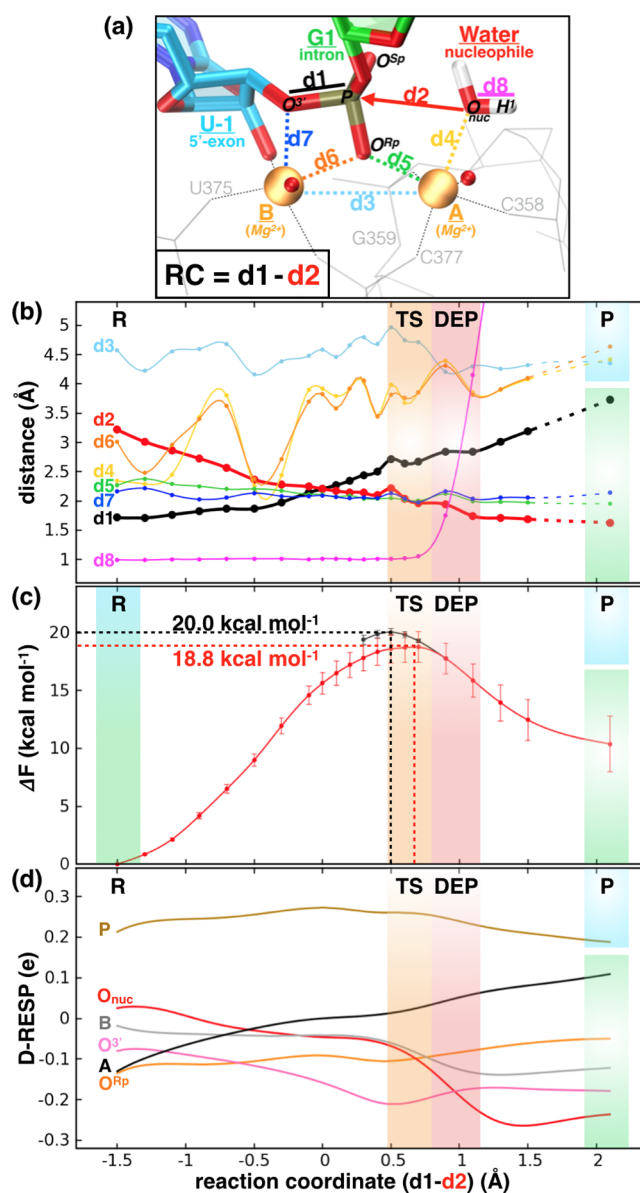 (a)
G1
intron
Water
nucleophile
O^Sp
d1
d8
O^3'
P
d2
O_nuc
H^1
U-1
5'-exon
d7
O^Rp
d4
d6
d5
U375
d3
C358
B
(Mg²⁺)
A
(Mg²⁺)
G359
C377
RC = d1-d2
(b)
R
TS
DEP
P
distance (Å)
5
4.5
4
3.5
3
2.5
2
1.5
1
d3
d2
d6
d4
d5
d7
d1
d8
(c)
R
TS
DEP
P
20.0 kcal mol⁻¹
18.8 kcal mol⁻¹
ΔF (kcal mol⁻¹)
20
15
10
5
0
(d)
R
TS
DEP
P
D-RESP (e)
0.3
0.2
0.1
0
-0.1
-0.2
-0.3
P
O_nuc
B
O^3'
A
O^Rp
-1.5 -1 -0.5 0 0.5 1 1.5 2
reaction coordinate (d1-d2) (Å)